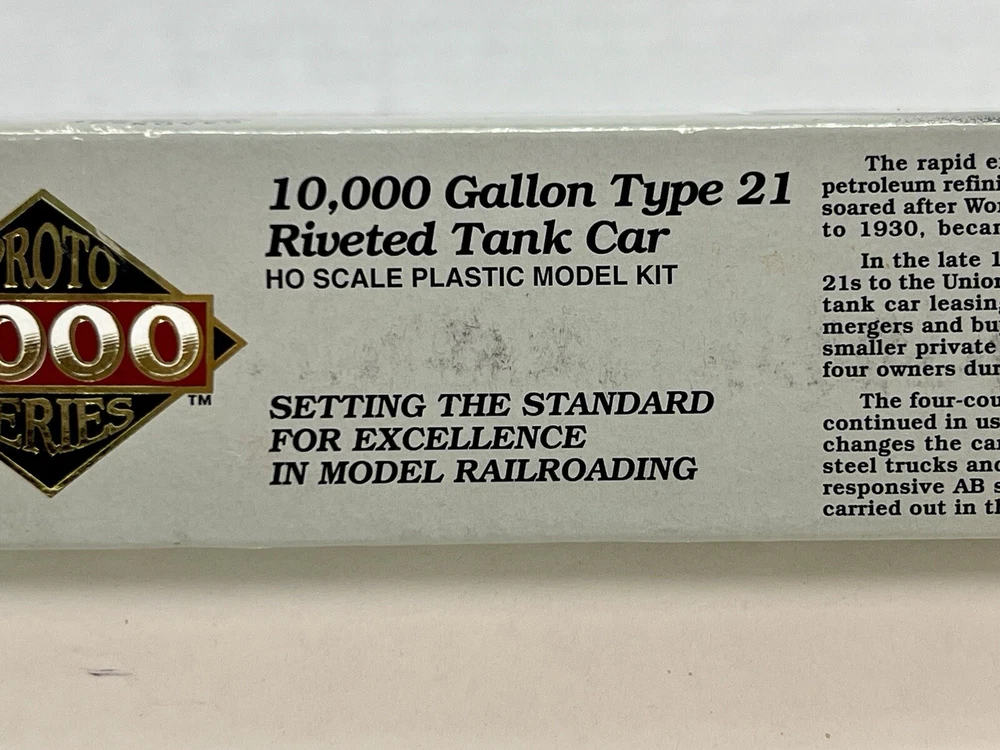 PROTO
000
SERIES
TM
10,000 Gallon Type 21
Riveted Tank Car
HO SCALE PLASTIC MODEL KIT
SETTING THE STANDARD
FOR EXCELLENCE
IN MODEL RAILROADING
The rapid
petroleum
soared after
to 1930,
In the late
21s to the Union
tank car
mergers and
smaller private
four owners
The
continued in
changes the
steel trucks
responsive AB
carried out in